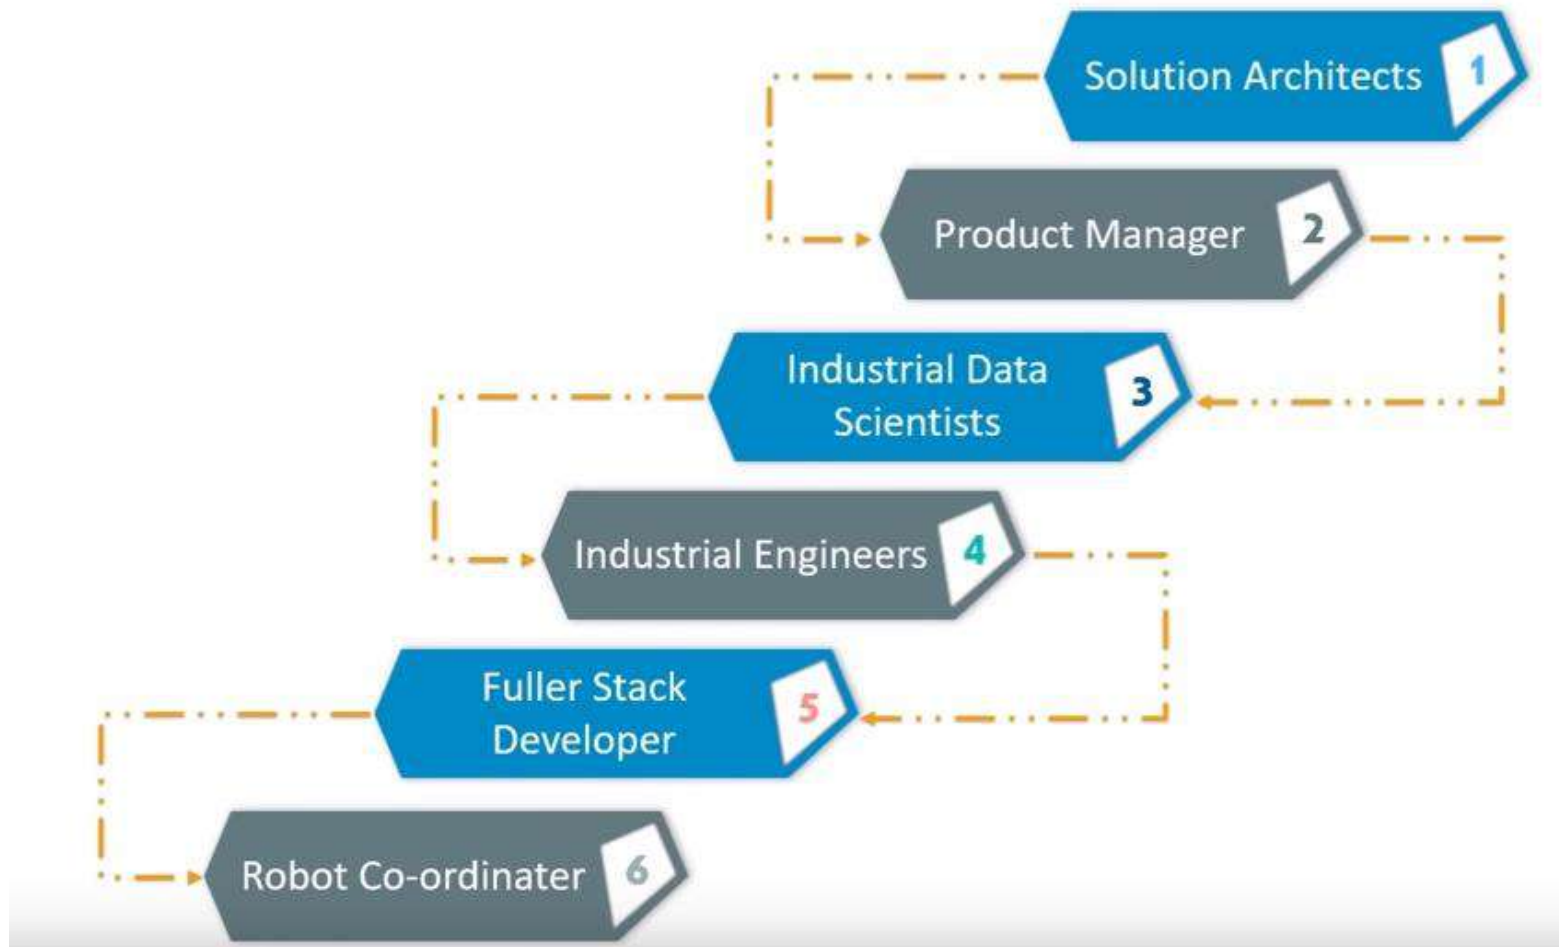 Solution Architects 1
Product Manager 2
Industrial Data
Scientists
3
Industrial Engineers 4
Fuller Stack
Developer
5
Robot Co-ordinater 6